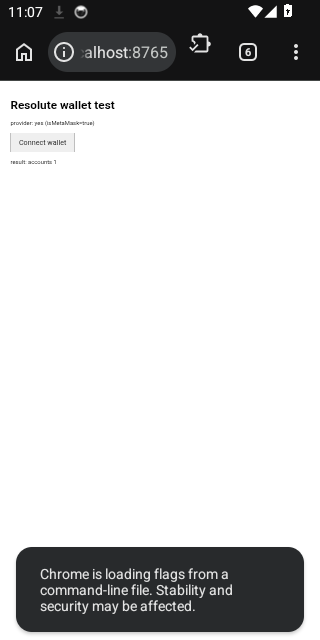 11:07
alhost:8765
6
Resolute wallet test
provider: yes (isMetaMask=true)
Connect wallet
result: accounts 1
Chrome is loading flags from a
command-line file. Stability and
security may be affected.